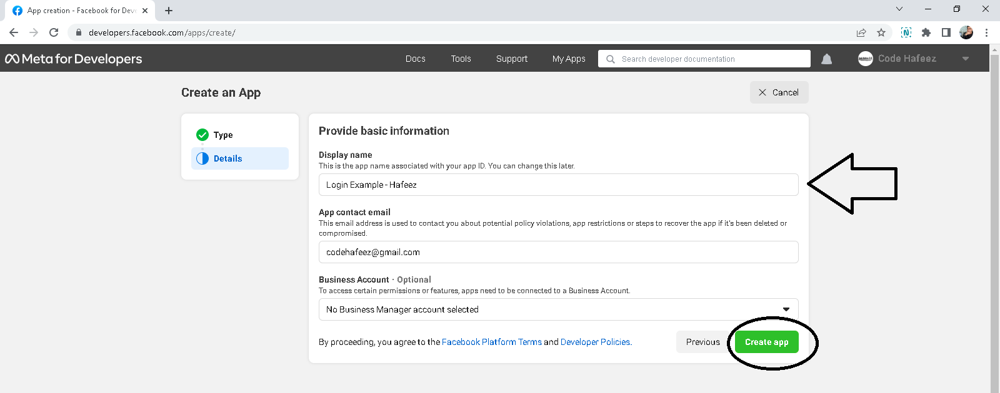 App creation - Facebook for Deve
developers.facebook.com/apps/create/
Meta for Developers
Docs
Tools
Support
My Apps
Search developer documentation
Code Hafeez
Create an App
Cancel
Type
Details
Provide basic information
Display name
This is the app name associated with your app ID. You can change this later.
Login Example - Hafeez
App contact email
This email address is used to contact you about potential policy violations, app restrictions or steps to recover the app if it's been deleted or
compromised.
codehafeez@gmail.com
Business Account · Optional
To access certain permissions or features, apps need to be connected to a Business Account.
No Business Manager account selected
By proceeding, you agree to the Facebook Platform Terms and Developer Policies.
Previous
Create app